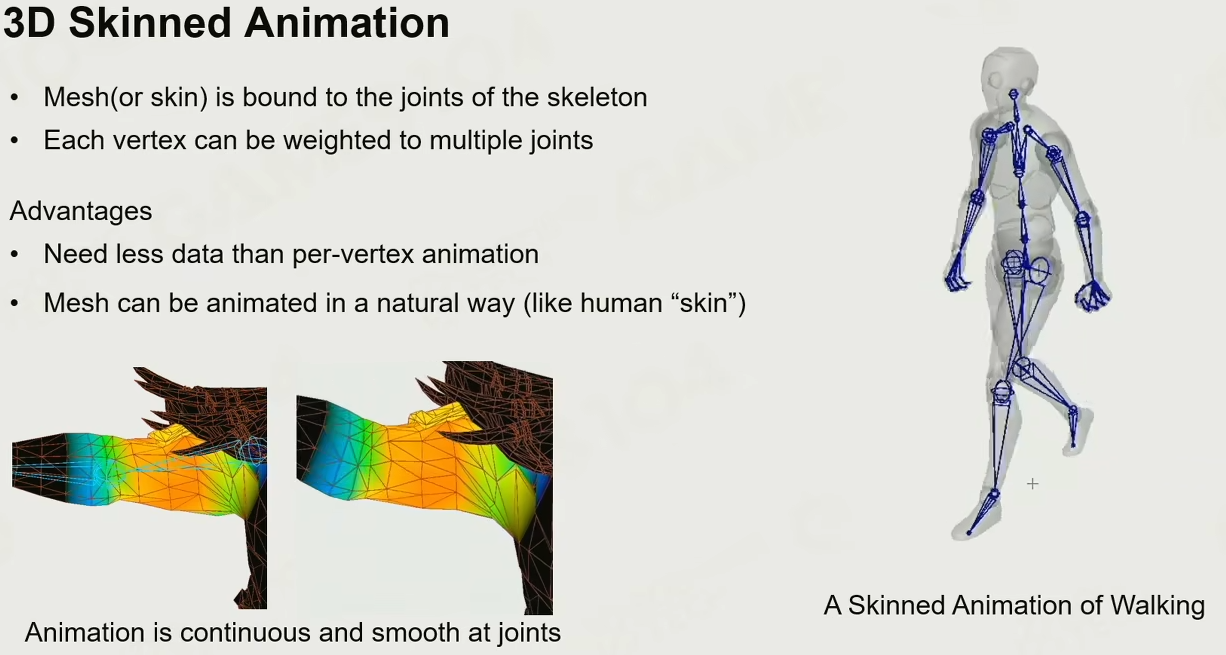 3D Skinned Animation
• Mesh(or skin) is bound to the joints of the skeleton
• Each vertex can be weighted to multiple joints
Advantages
• Need less data than per-vertex animation
• Mesh can be animated in a natural way (like human “skin”)
Animation is continuous and smooth at joints
A Skinned Animation of Walking